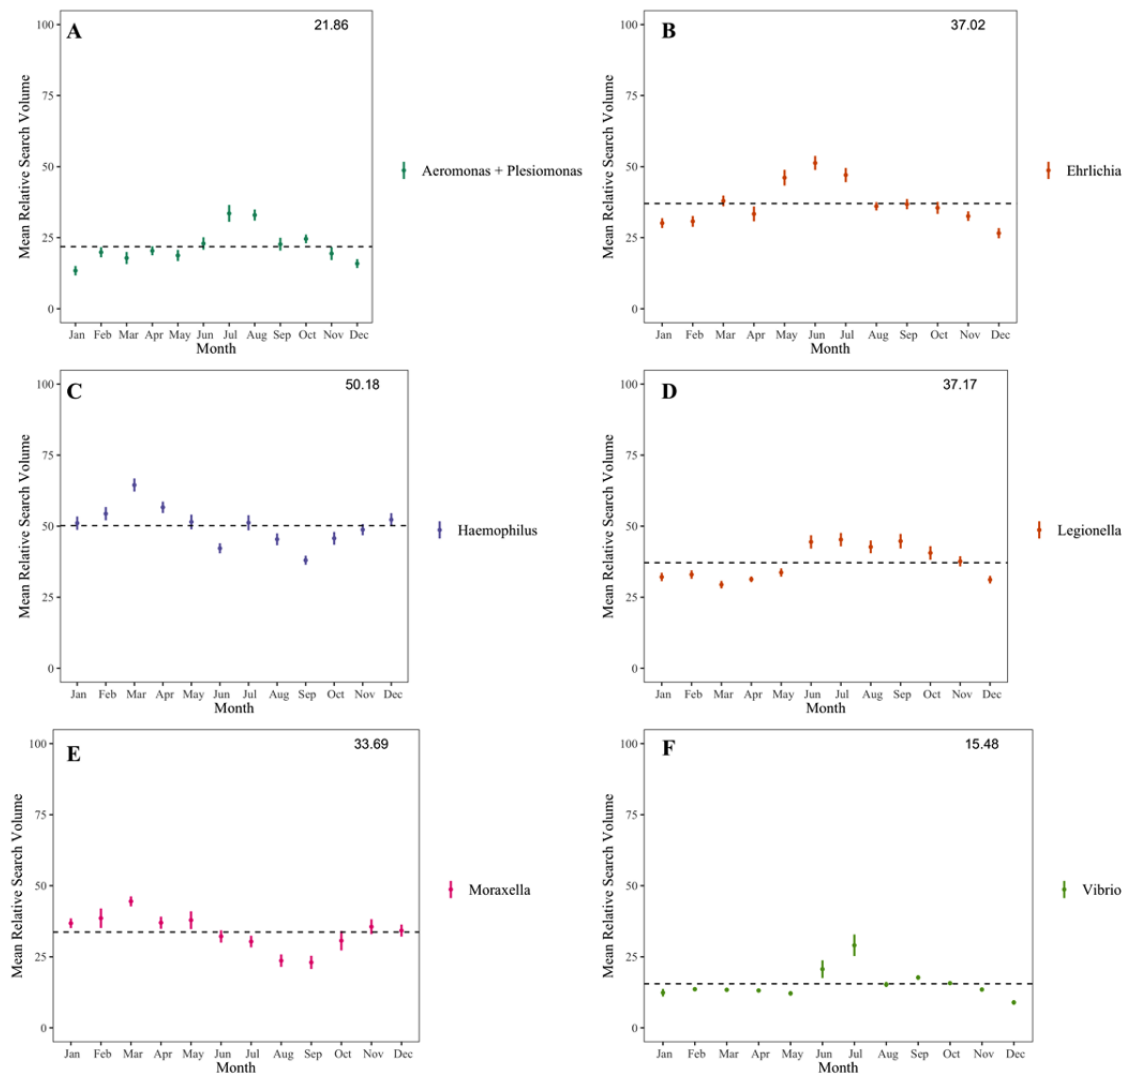 A
21.86
100
75
50
25
0
Mean Relative Search Volume
Jan Feb Mar Apr May Jun Jul Aug Sep Oct Nov Dec
Month
Aeromonas + Plesiomonas
B
37.02
100
75
50
25
0
Mean Relative Search Volume
Jan Feb Mar Apr May Jun Jul Aug Sep Oct Nov Dec
Month
Ehrlichia
C
50.18
100
75
50
25
0
Mean Relative Search Volume
Jan Feb Mar Apr May Jun Jul Aug Sep Oct Nov Dec
Month
Haemophilus
D
37.17
100
75
50
25
0
Mean Relative Search Volume
Jan Feb Mar Apr May Jun Jul Aug Sep Oct Nov Dec
Month
Legionella
E
33.69
100
75
50
25
0
Mean Relative Search Volume
Jan Feb Mar Apr May Jun Jul Aug Sep Oct Nov Dec
Month
Moraxella
F
15.48
100
75
50
25
0
Mean Relative Search Volume
Jan Feb Mar Apr May Jun Jul Aug Sep Oct Nov Dec
Month
Vibrio